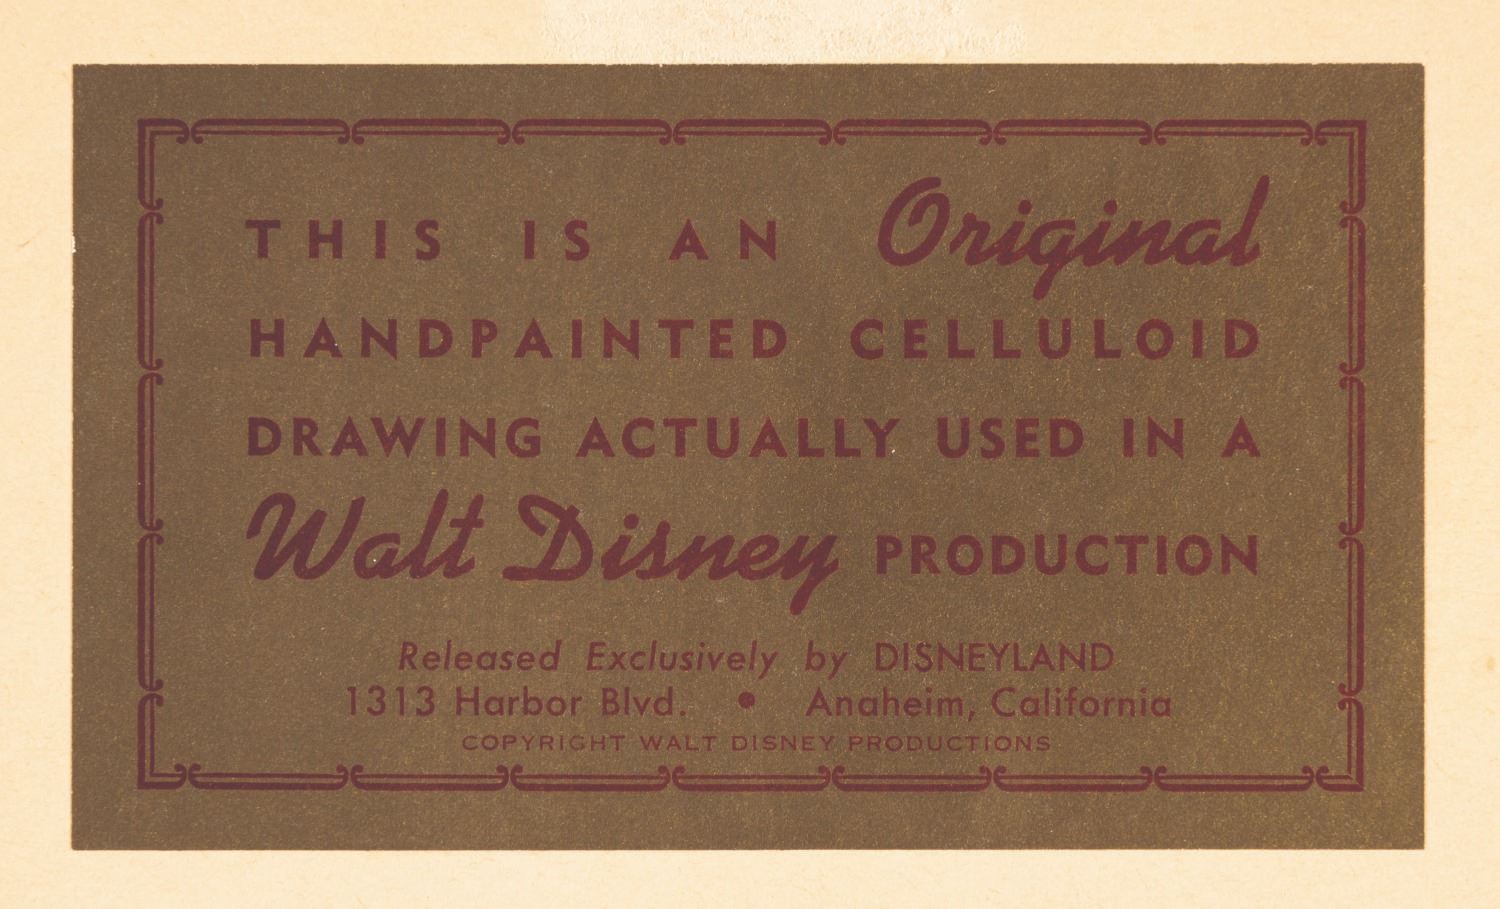 THIS IS AN Original
HANDPAINTED CELLULOID
DRAWING ACTUALLY USED IN A
Walt Disney PRODUCTION
Released Exclusively by DISNEYLAND
1313 Harbor Blvd. • Anaheim, California
COPYRIGHT WALT DISNEY PRODUCTIONS